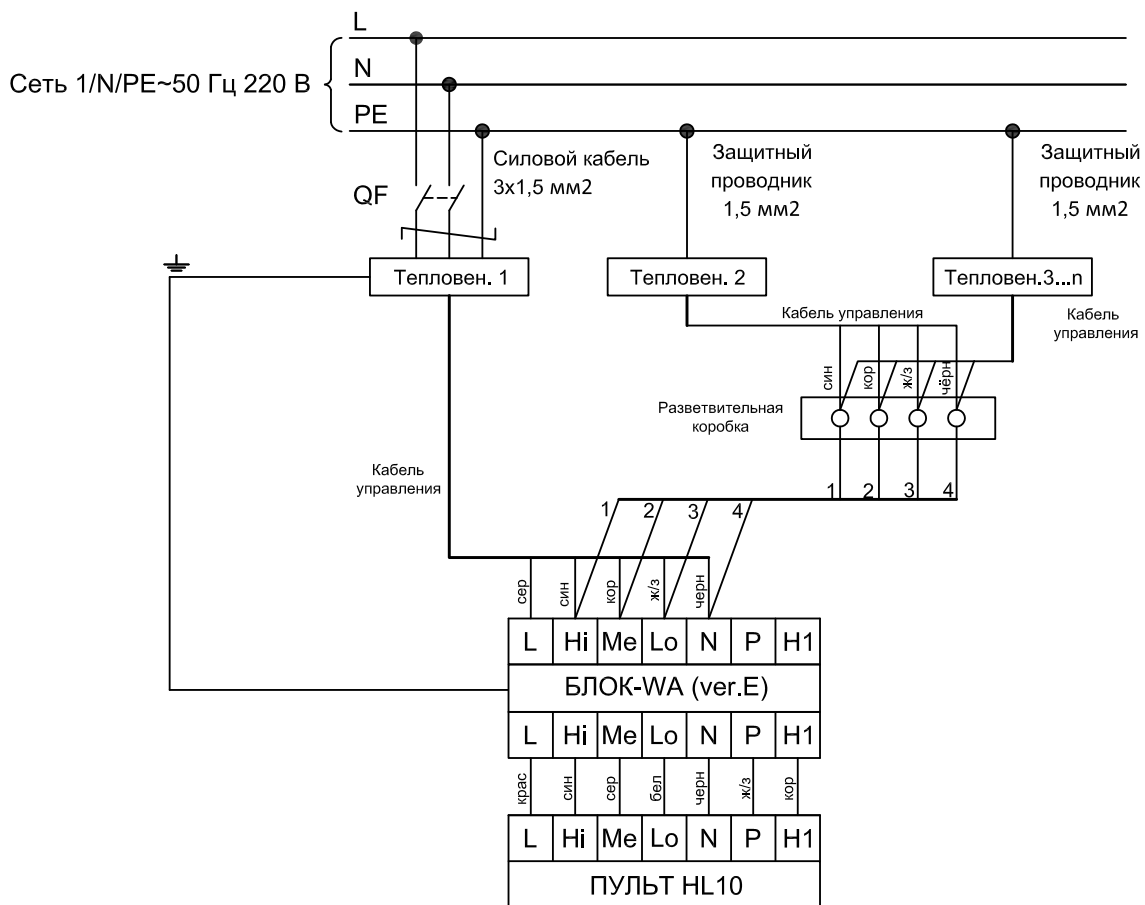 L
Сеть 1/N/PE~50 Гц 220 В
N
PE
QF
Силовой кабель
3х1,5 мм2
Защитный
проводник
1,5 мм2
Защитный
проводник
1,5 мм2
Тепловен. 1
Тепловен. 2
Тепловен.3...n
Кабель управления
Кабель
управления
син
кор
ж/з
чёрн
Разветвительная
коробка
1 2 3 4
Кабель
управления
1 2 3 4
сер
син
кор
ж/з
черн
L Hi Me Lo N P H1
БЛОК-WA (ver.E)
L Hi Me Lo N P H1
крас
син
сер
бел
черн
ж/з
кор
L Hi Me Lo N P H1
ПУЛЬТ HL10